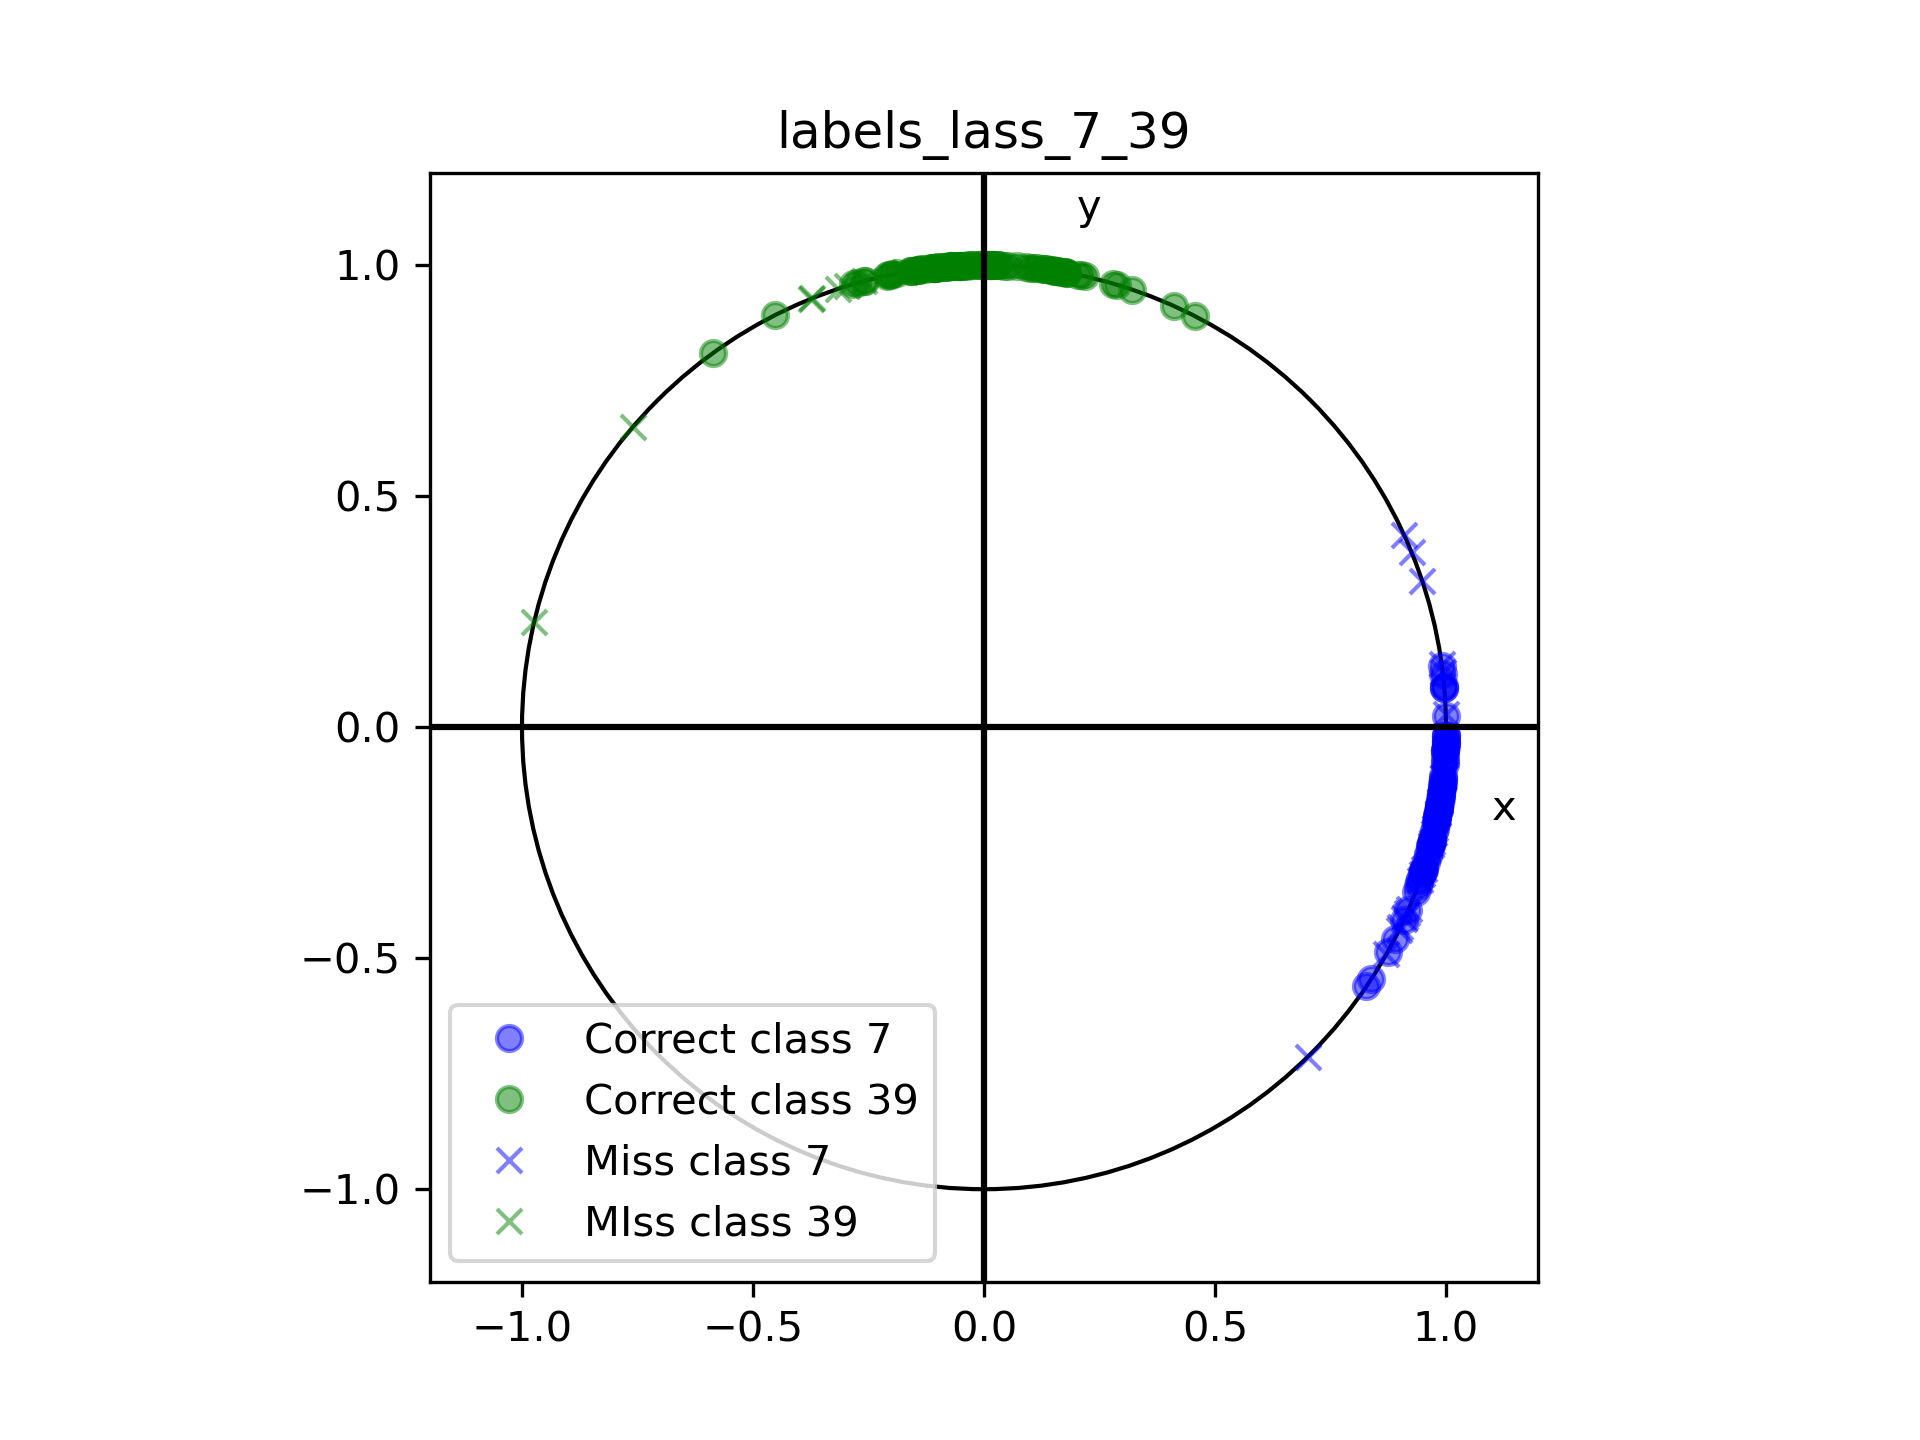 labels_lass_7_39
y
1.0
0.5
0.0
−0.5
−1.0
x
Correct class 7
Correct class 39
Miss class 7
MIss class 39
−1.0 −0.5 0.0 0.5 1.0